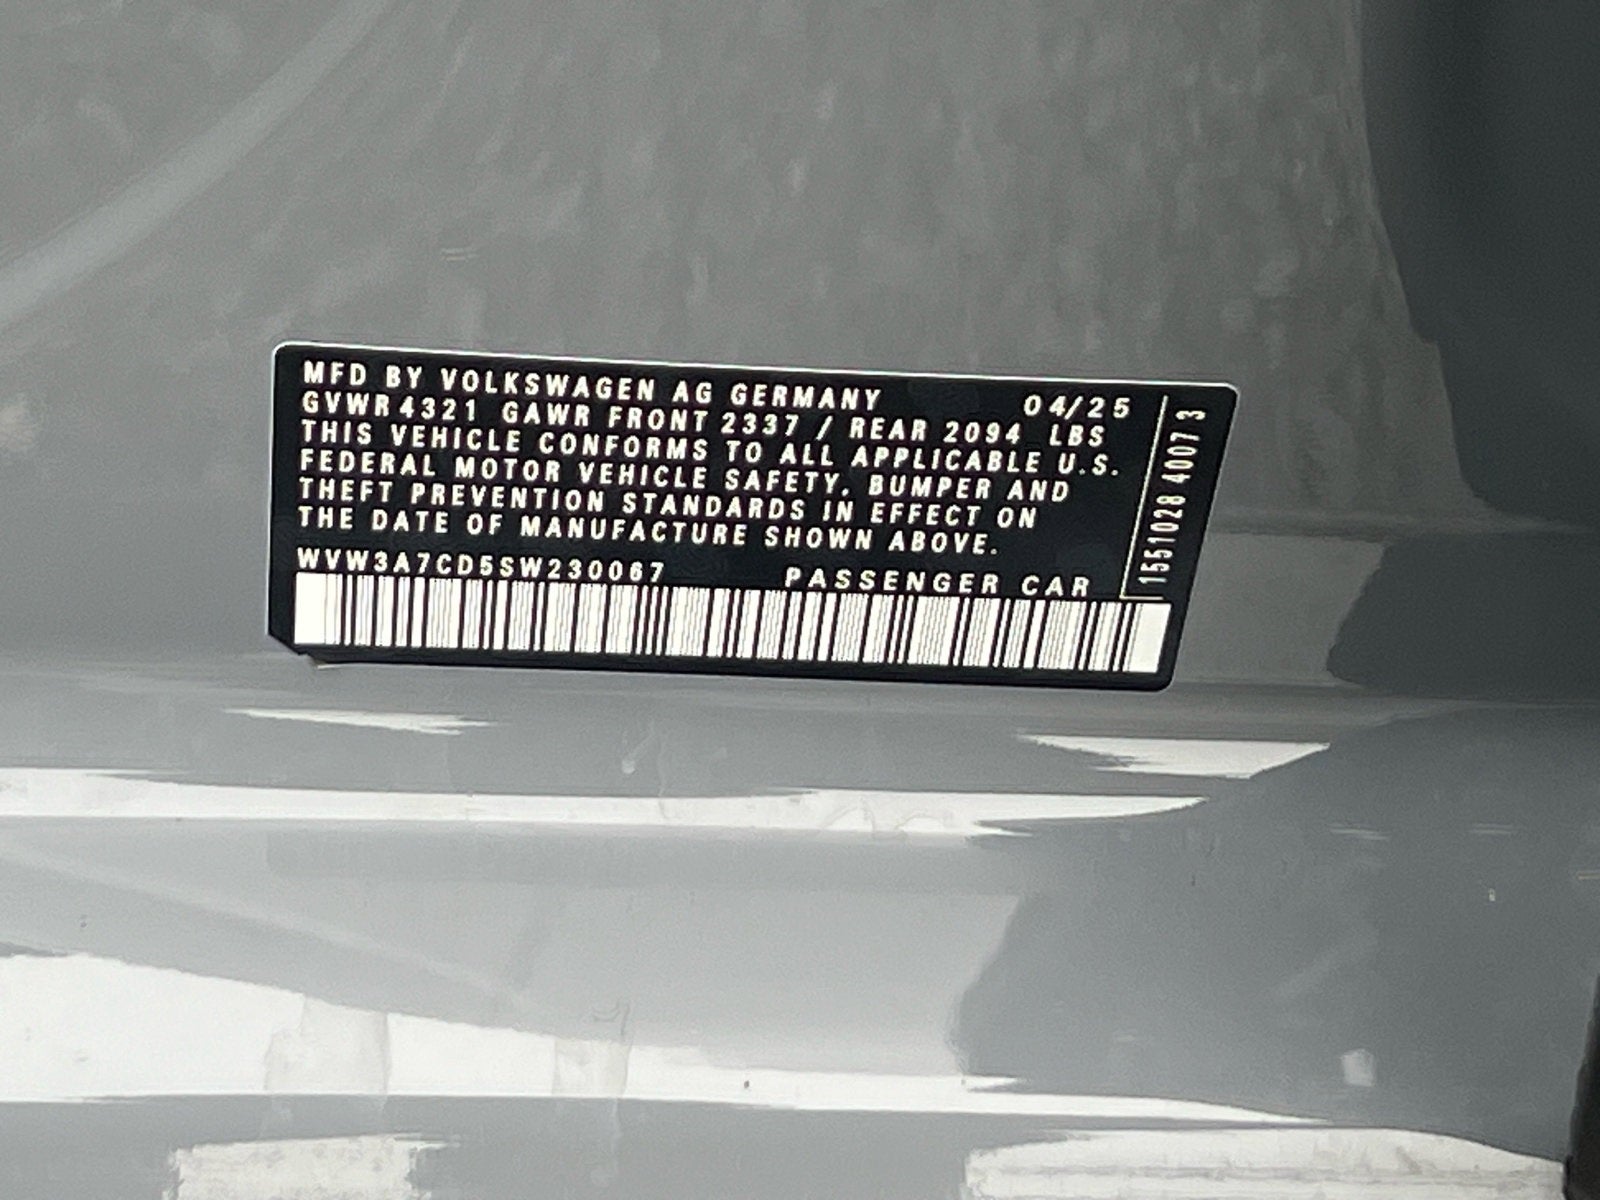 MFD BY VOLKSWAGEN AG GERMANY 04/25
GVWR 4321 GAWR FRONT 2337 / REAR 2094 LBS
THIS VEHICLE CONFORMS TO ALL APPLICABLE U.S.
FEDERAL MOTOR VEHICLE SAFETY, BUMPER AND
THEFT PREVENTION STANDARDS IN EFFECT ON
THE DATE OF MANUFACTURE SHOWN ABOVE.
WVW3A7CD5SW230067 PASSENGER CAR
1551028 4007 3